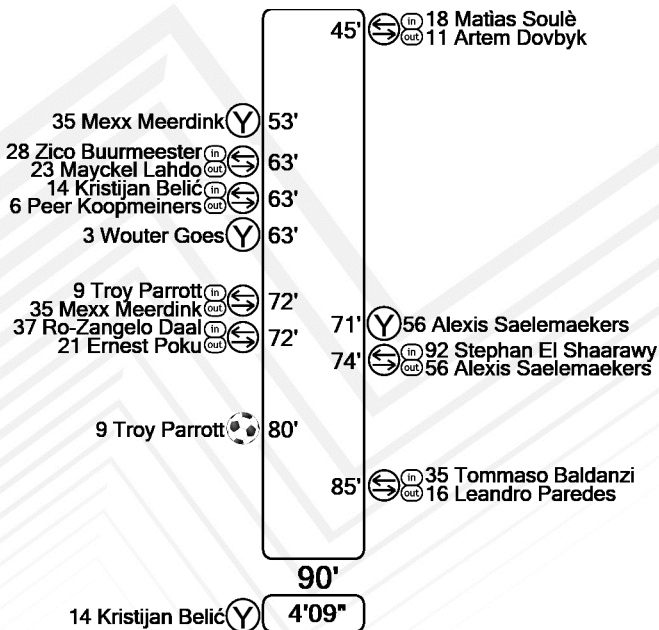 45' in 18 Matìas Soulè
out 11 Artem Dovbyk
35 Mexx Meerdink Y 53'
28 Zico Buurmeester in
23 Mayckel Lahdo out 63'
14 Kristijan Belić in
6 Peer Koopmeiners out 63'
3 Wouter Goes Y 63'
9 Troy Parrott in
35 Mexx Meerdink out 72'
71' Y 56 Alexis Saelemaekers
37 Ro-Zangelo Daal in
21 Ernest Poku out 72'
74' in 92 Stephan El Shaarawy
out 56 Alexis Saelemaekers
9 Troy Parrott 80'
85' in 35 Tommaso Baldanzi
out 16 Leandro Paredes
90'
14 Kristijan Belić Y 4'09"